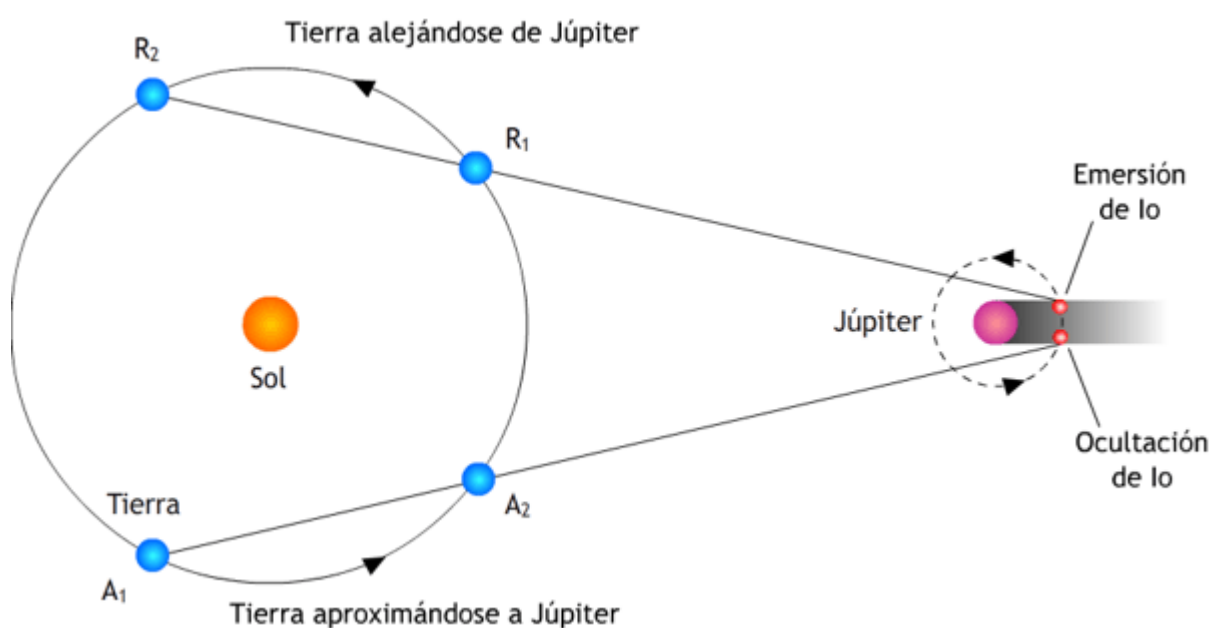 Tierra alejándose de Júpiter
R₂
R₁
Emersión
de Io
Júpiter
Sol
Ocultación
de Io
Tierra
A₂
A₁
Tierra aproximándose a Júpiter